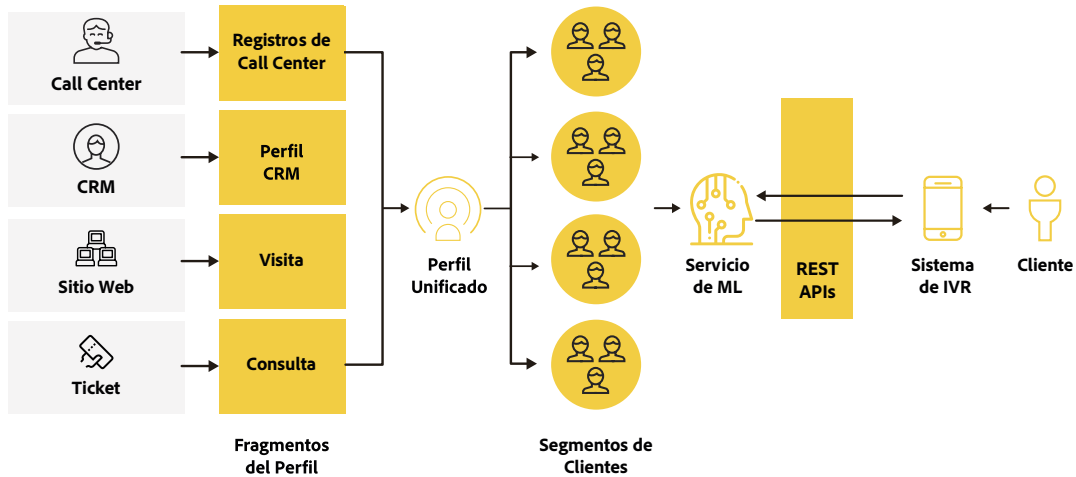 Call Center
Registros de
Call Center
CRM
Perfil
CRM
Sitio Web
Visita
Ticket
Consulta
Fragmentos
del Perfil
Perfil
Unificado
Segmentos de
Clientes
Servicio
de ML
REST
APIs
Sistema
de IVR
Cliente